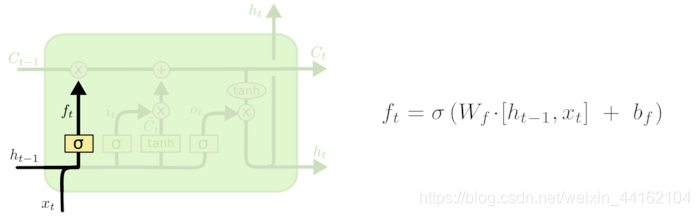 h_t
C_{t-1} × + C_t
tanh
f_t i_t × o_t ×
C̃_t
σ σ tanh σ
h_{t-1} h_t
x_t
f_t = σ (W_f · [h_{t-1}, x_t] + b_f)
https://blog.csdn.net/weixin_44162104